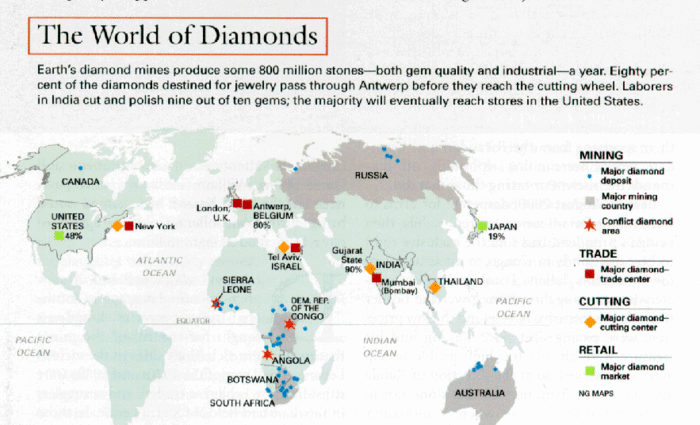 The World of Diamonds
Earth's diamond mines produce some 800 million stones—both gem quality and industrial—a year. Eighty per-
cent of the diamonds destined for jewelry pass through Antwerp before they reach the cutting wheel. Laborers
in India cut and polish nine out of ten gems; the majority will eventually reach stores in the United States.
CANADA
UNITED
STATES
48%
New York
ATLANTIC
OCEAN
London,
U.K.
Antwerp,
BELGIUM
80%
Tel Aviv,
ISRAEL
RUSSIA
Gujarat
State
90%
INDIA
Mumbai
(Bombay)
THAILAND
JAPAN
19%
SIERRA
LEONE
EQUATOR
DEM. REP.
OF THE
CONGO
ANGOLA
BOTSWANA
SOUTH AFRICA
PACIFIC
OCEAN
INDIAN
OCEAN
PACIFIC
OCEAN
AUSTRALIA
MINING
Major diamond
deposit
Major mining
country
Conflict diamond
area
TRADE
Major diamond–
trade center
CUTTING
Major diamond–
cutting center
RETAIL
Major diamond
market
NG MAPS